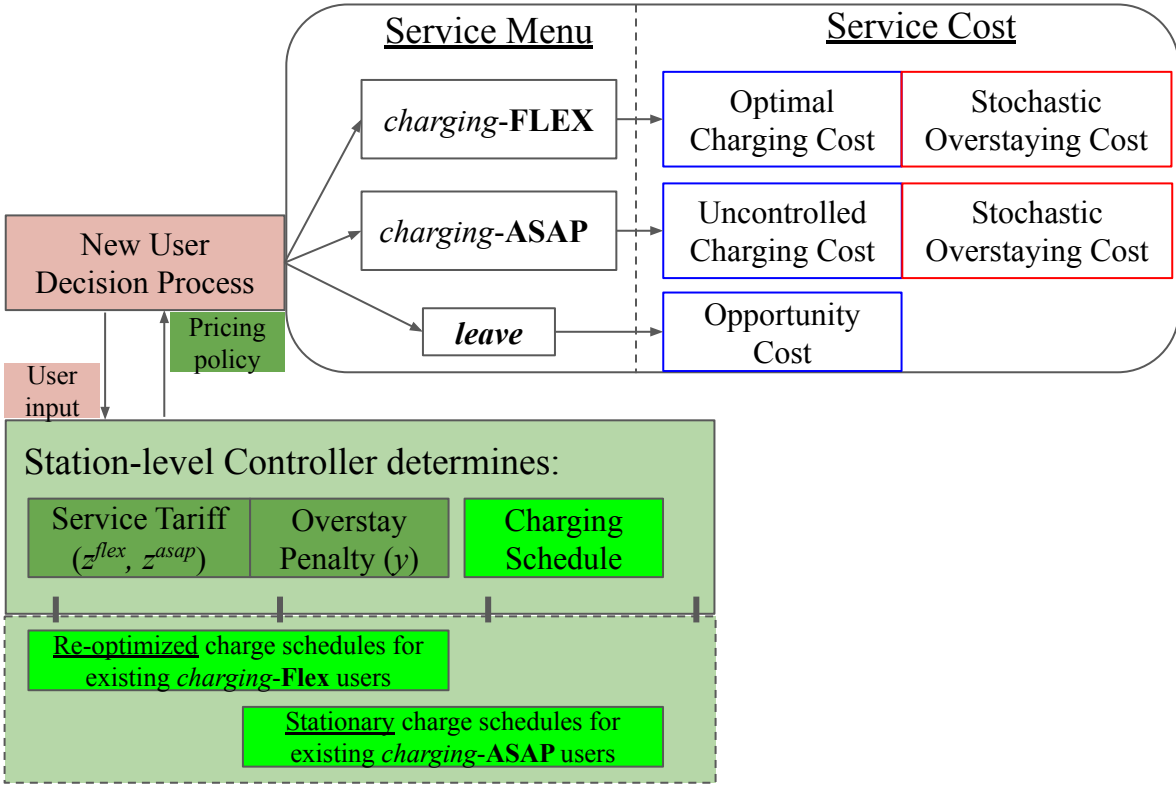 Service Menu
Service Cost
charging-FLEX
Optimal
Charging Cost
Stochastic
Overstaying Cost
charging-ASAP
Uncontrolled
Charging Cost
Stochastic
Overstaying Cost
New User
Decision Process
leave
Opportunity
Cost
Pricing
policy
User
input
Station-level Controller determines:
Service Tariff
(z^flex, z^asap)
Overstay
Penalty (y)
Charging
Schedule
Re-optimized charge schedules for
existing charging-Flex users
Stationary charge schedules for
existing charging-ASAP users